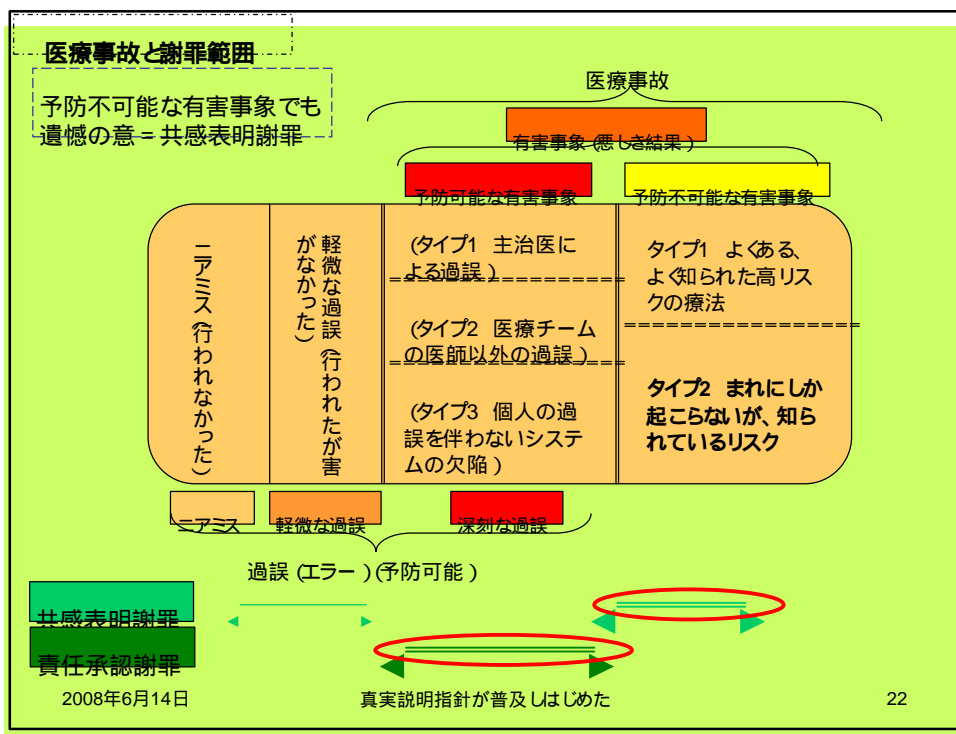 医療事故と謝罪範囲
予防不可能な有害事象でも
遺憾の意=共感表明謝罪
医療事故
有害事象(悪しき結果)
予防可能な有害事象
予防不可能な有害事象
ニアミス(行われなかった)
軽微な過誤(行われたが害
がなかった)
(タイプ1 主治医に
よる過誤)
(タイプ2 医療チーム
の医師以外の過誤)
(タイプ3 個人の過
誤を伴わないシステ
ムの欠陥)
タイプ1 よくある、
よく知られた高リス
クの療法
タイプ2 まれにしか
起こらないが、知ら
れているリスク
ニアミス
軽微な過誤
深刻な過誤
過誤(エラー)(予防可能)
共感表明謝罪
責任承認謝罪
2008年6月14日
真実説明指針が普及しはじめた
22